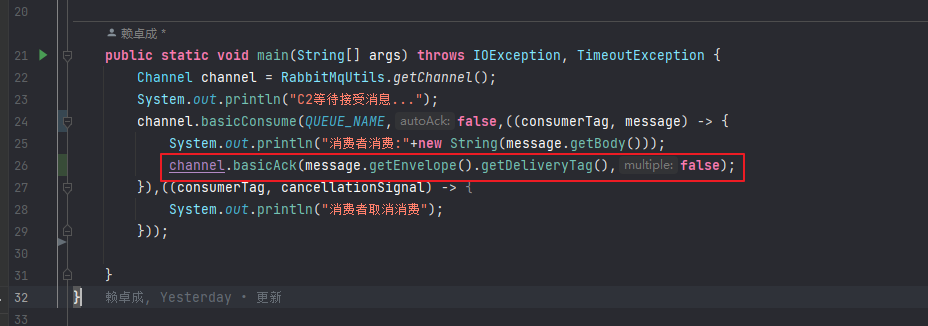 20
赖卓成 *
21 public static void main(String[] args) throws IOException, TimeoutException {
22 Channel channel = RabbitMqUtils.getChannel();
23 System.out.println("C2等待接受消息...");
24 channel.basicConsume(QUEUE_NAME, autoAck: false,((consumerTag, message) -> {
25 System.out.println("消费者消费:"+new String(message.getBody()));
26 channel.basicAck(message.getEnvelope().getDeliveryTag(), multiple: false);
27 }),((consumerTag, cancellationSignal) -> {
28 System.out.println("消费者取消消费");
29 }));
30
31 }
32 } 赖卓成, Yesterday • 更新
33